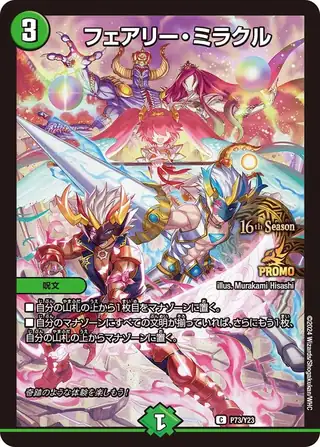 3
フェアリー・ミラクル
16th Season
PROMO
illus. Murakami Hisashi
呪文
■自分の山札の上から1枚目をマナゾーンに置く。
■自分のマナゾーンにすべての文明が揃っていれば、さらにもう1枚、
自分の山札の上からマナゾーンに置く。
奇跡のような体験を楽しもう!
1
C P73/Y23
©2024 Wizards/Shogakukan/WHC